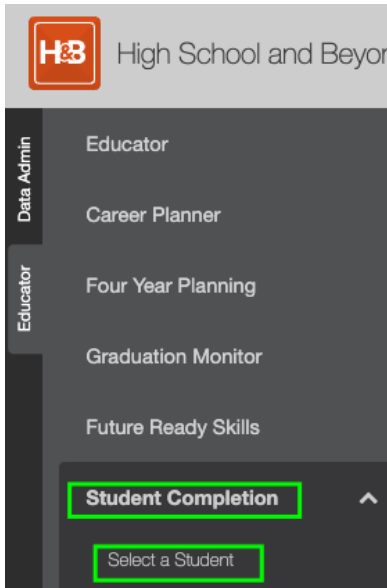 H&B
High School and Beyon
Data Admin
Educator
Educator
Career Planner
Four Year Planning
Graduation Monitor
Future Ready Skills
Student Completion
Select a Student